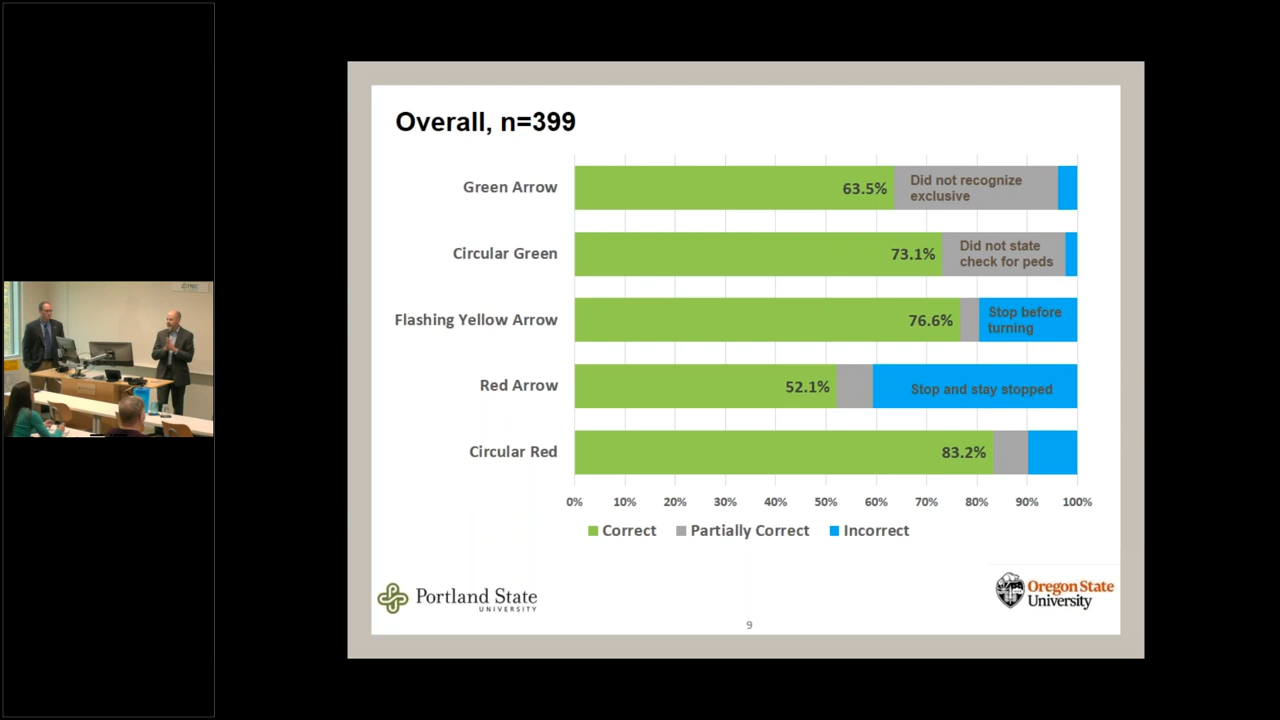 Overall, n=399
Green Arrow
63.5%
Did not recognize
exclusive
Circular Green
73.1%
Did not state
check for peds
Flashing Yellow Arrow
76.6%
Stop before
turning
Red Arrow
52.1%
Stop and stay stopped
Circular Red
83.2%
0% 10% 20% 30% 40% 50% 60% 70% 80% 90% 100%
Correct Partially Correct Incorrect
Portland State
UNIVERSITY
Oregon State
University
9